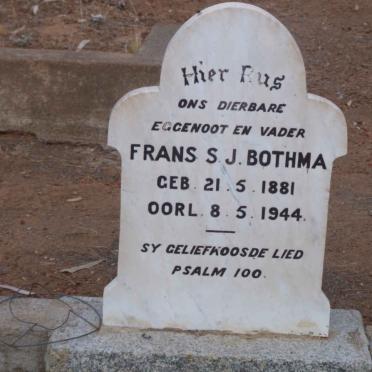 Hier Rus
ONS DIERBARE
EGGENOOT EN VADER
FRANS S.J. BOTHMA
GEB. 21.5.1881
OORL. 8.5.1944.
SY GELIEFKOOSDE LIED
PSALM 100.